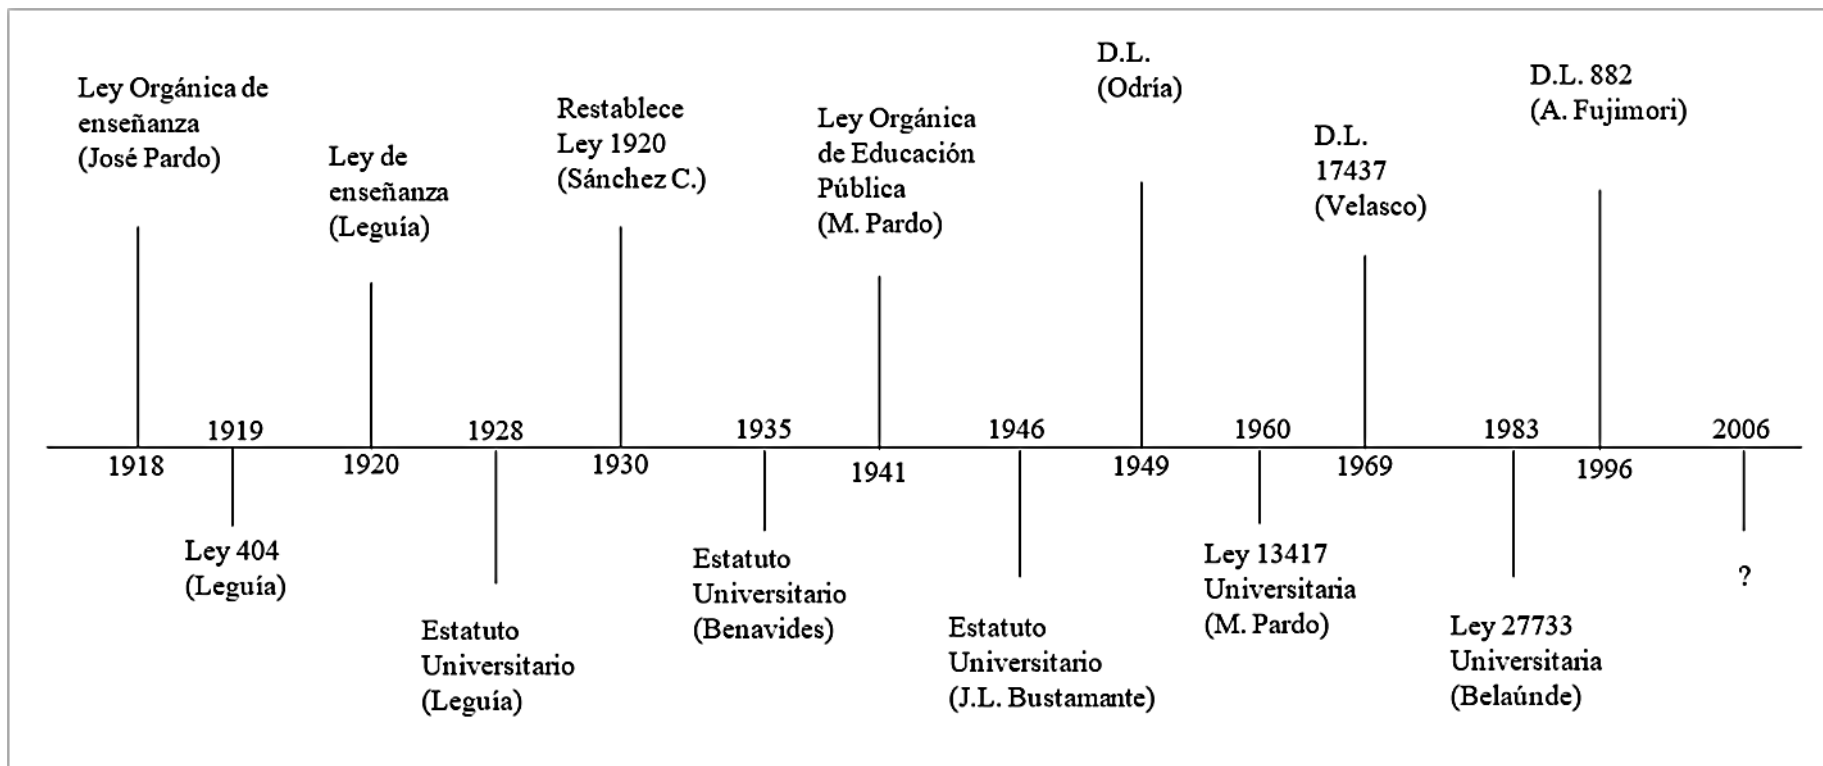 Ley Orgánica de
enseñanza
(José Pardo)
Ley de
enseñanza
(Leguía)
Restablece
Ley 1920
(Sánchez C.)
Ley Orgánica
de Educación
Pública
(M. Pardo)
D.L.
(Odría)
D.L.
17437
(Velasco)
D.L. 882
(A. Fujimori)
1919
1928
1935
1946
1960
1983
2006
1918
1920
1930
1941
1949
1969
1996
Ley 404
(Leguía)
Estatuto
Universitario
(Leguía)
Estatuto
Universitario
(Benavides)
Estatuto
Universitario
(J.L. Bustamante)
Ley 13417
Universitaria
(M. Pardo)
Ley 27733
Universitaria
(Belaúnde)
?